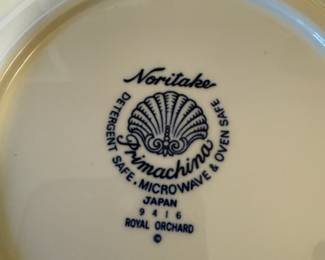 Noritake
Primachina
DETERGENT SAFE. MICROWAVE & OVEN SAFE
JAPAN
9416
ROYAL ORCHARD
©